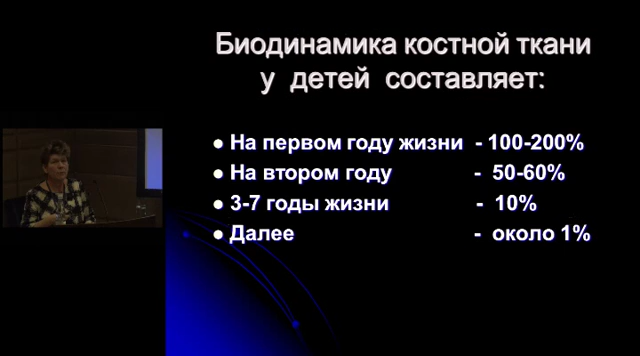 Биодинамика костной ткани
у детей составляет:
● На первом году жизни - 100-200%
● На втором году - 50-60%
● 3-7 годы жизни - 10%
● Далее - около 1%